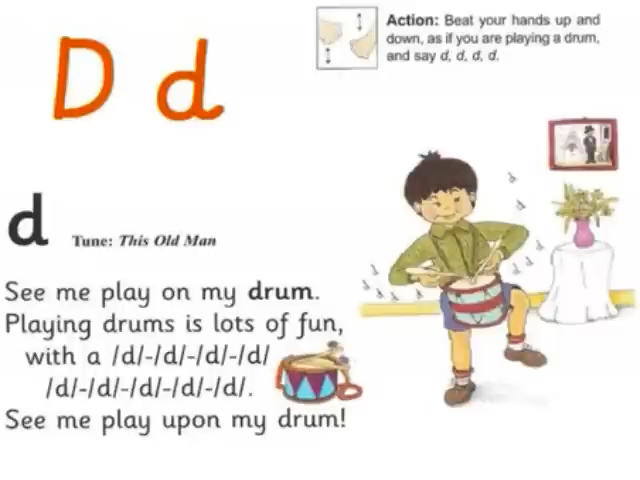 D d
Action: Beat your hands up and
down, as if you are playing a drum,
and say d, d, d, d.
d Tune: This Old Man
See me play on my drum.
Playing drums is lots of fun,
with a /d/-/d/-/d/-/d/
/d/-/d/-/d/-/d/-/d/.
See me play upon my drum!